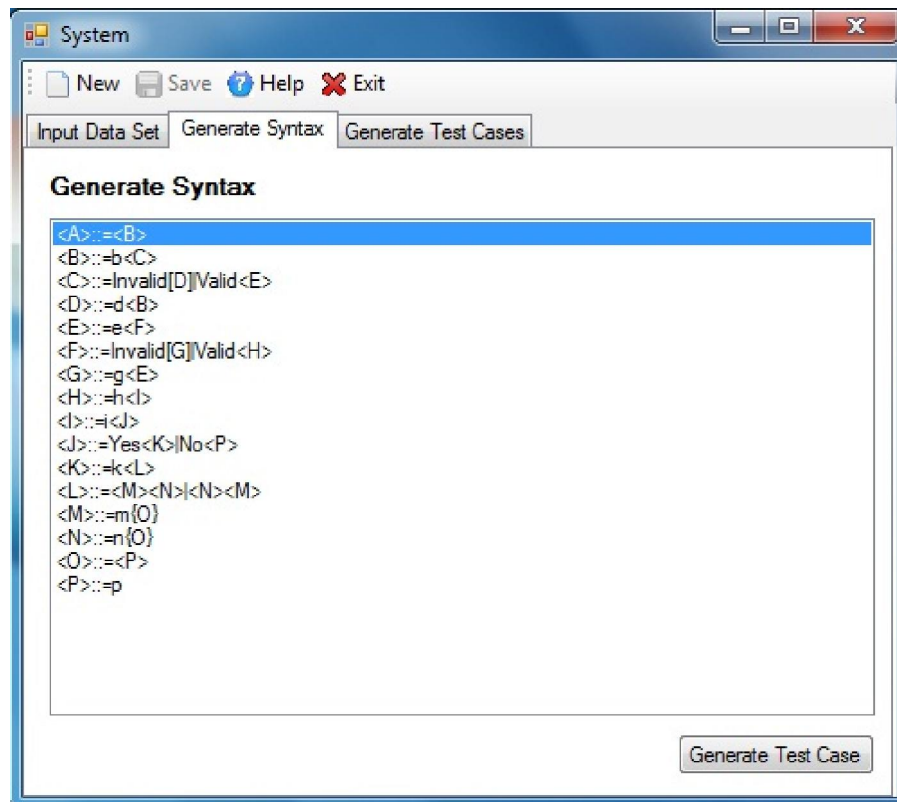 System
New Save Help Exit
Input Data Set Generate Syntax Generate Test Cases
Generate Syntax
<A>::=<B>
<B>::=b<C>
<C>::=Invalid[D]|Valid<E>
<D>::=d<B>
<E>::=e<F>
<F>::=Invalid[G]|Valid<H>
<G>::=g<E>
<H>::=h<I>
<I>::=i<J>
<J>::=Yes<K>|No<P>
<K>::=k<L>
<L>::=<M><N>|<N><M>
<M>::=m{O}
<N>::=n{O}
<O>::=<P>
<P>::=p
Generate Test Case